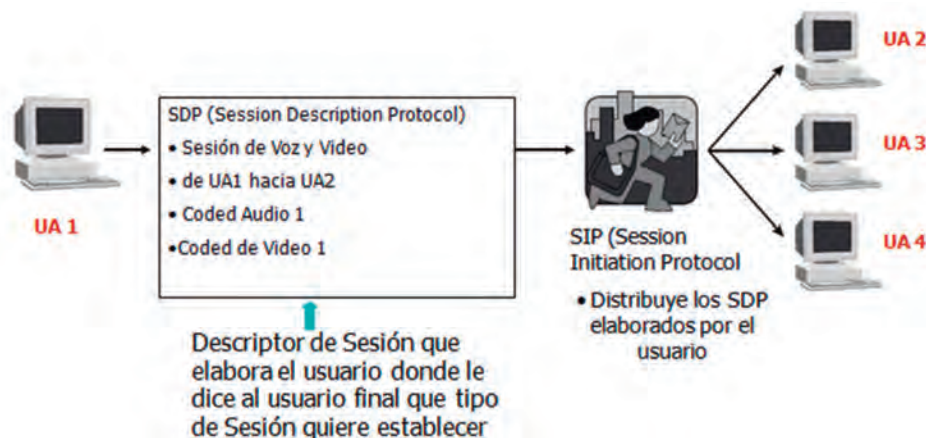 UA 1
SDP (Session Description Protocol)
• Sesión de Voz y Video
• de UA1 hacia UA2
• Coded Audio 1
•Coded de Video 1
Descriptor de Sesión que
elabora el usuario donde le
dice al usuario final que tipo
de Sesión quiere establecer
SIP (Session
Initiation Protocol
• Distribuye los SDP
elaborados por el
usuario
UA 2
UA 3
UA 4